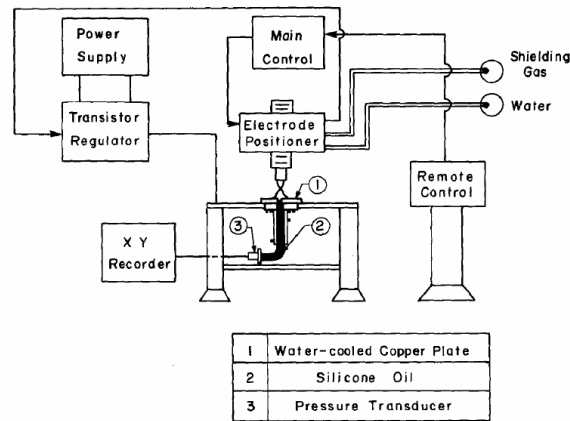 Power
Supply
Main
Control
Shielding
Gas
Water
Transistor
Regulator
Electrode
Positioner
Remote
Control
1
3
2
X Y
Recorder
1 Water-cooled Copper Plate
2 Silicone Oil
3 Pressure Transducer